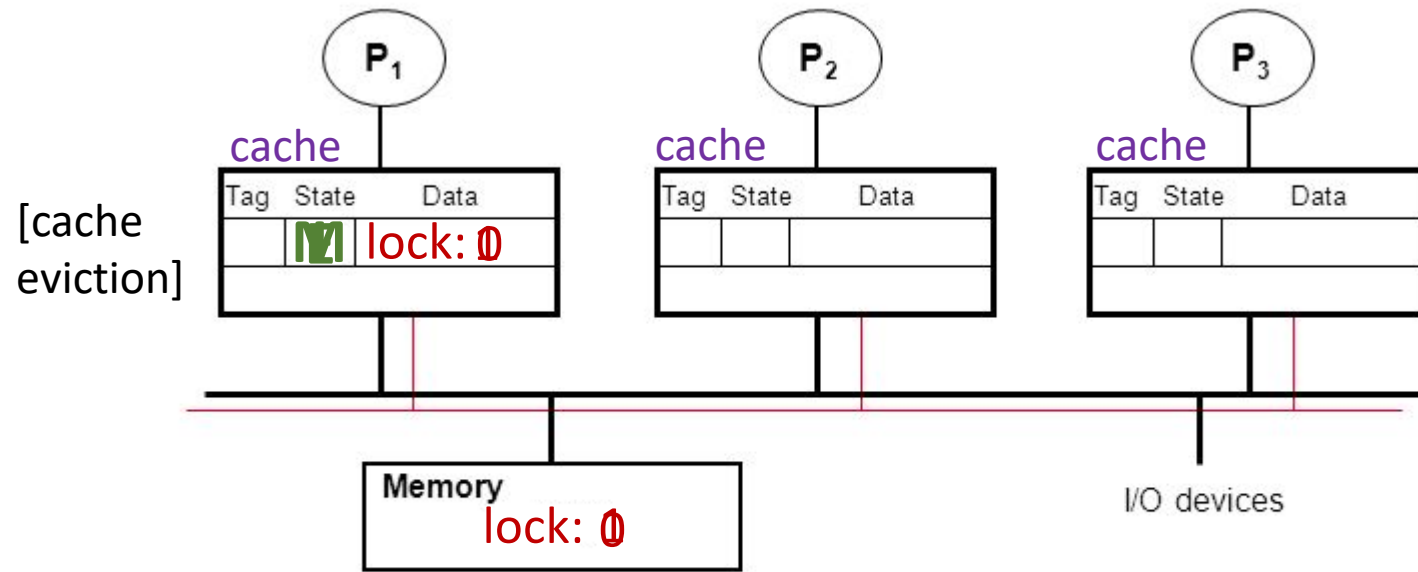 P1
P2
P3
cache
cache
cache
Tag State Data
Tag State Data
Tag State Data
[cache
eviction]
lock:
Memory
lock:
I/O devices